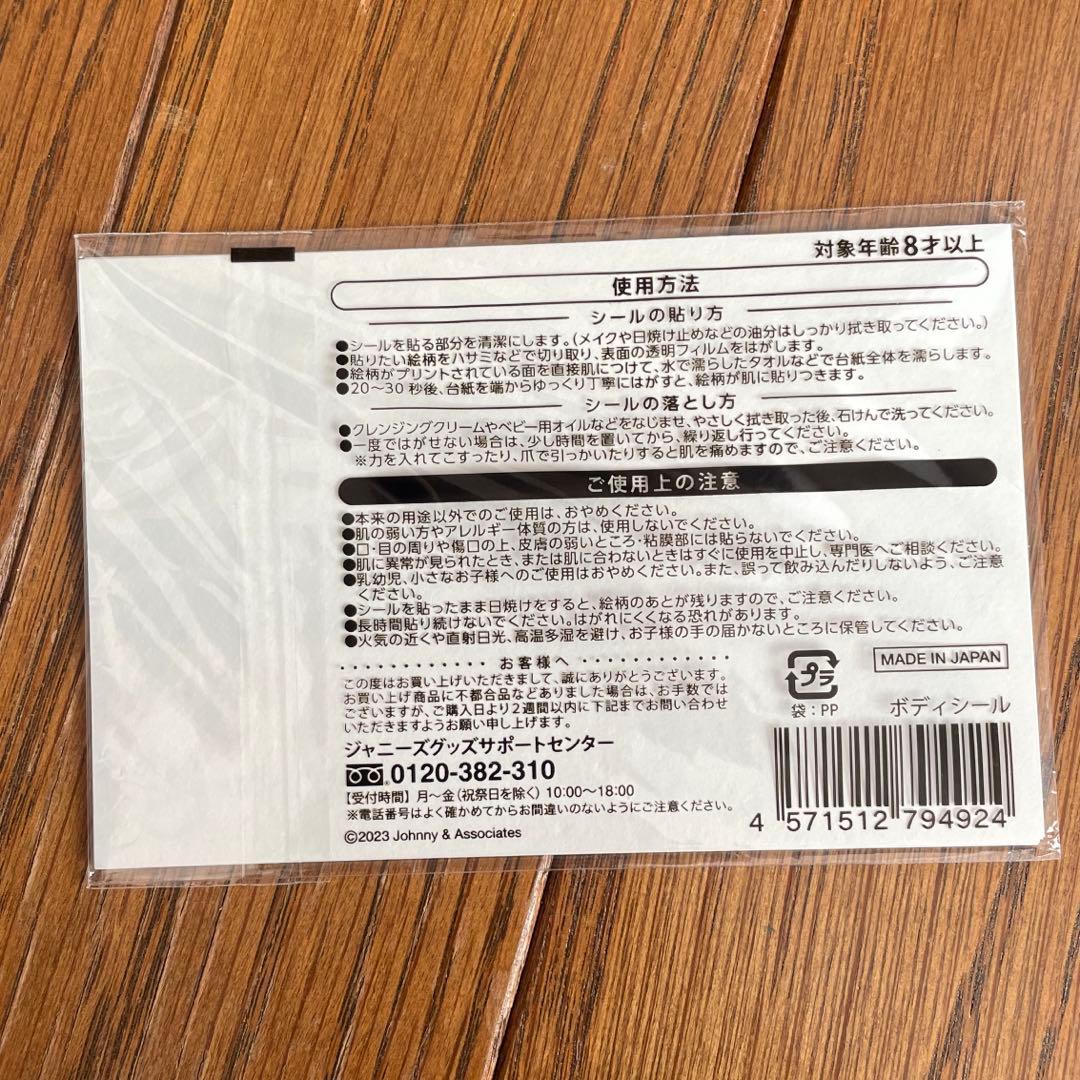 対象年齢8才以上
使用方法
シールの貼り方
●シールを貼る部分を清潔にします。(メイクや日焼け止めなどの油分はしっかり拭き取ってください。)
●貼りたい絵柄をハサミなどで切り取り、表面の透明フィルムをはがします。
●絵柄がプリントされている面を直接肌につけて、水で濡らしたタオルなどで台紙全体を濡らします。
●20〜30秒後、台紙を端からゆっくり丁寧にはがすと、絵柄が肌に貼りつきます。
シールの落とし方
●クレンジングクリームやベビー用オイルなどをなじませ、やさしく拭き取った後、石けんで洗ってください。
●一度ではがせない場合は、少し時間を置いてから、繰り返し行ってください。
※力を入れてこすったり、爪で引っかいたりすると肌を痛めますので、ご注意ください。
ご使用上の注意
●本来の用途以外でのご使用は、おやめください。
●肌の弱い方やアレルギー体質の方は、使用しないでください。
●口・目の周りや傷口の上、皮膚の弱いところ・粘膜部には貼らないでください。
●肌に異常が見られたとき、または肌に合わないときはすぐに使用を中止し、専門医へご相談ください。
●乳幼児、小さなお子様へのご使用はおやめください。また、誤って飲み込んだりしないよう、ご注意
ください。
●シールを貼ったまま日焼けをすると、絵柄のあとが残りますので、ご注意ください。
●長時間貼り続けないでください。はがれにくくなる恐れがあります。
●火気の近くや直射日光、高温多湿を避け、お子様の手の届かないところに保管してください。
お客様へ
この度はお買い上げいただきまして、誠にありがとうございます。
お買い上げ商品に不都合品などありました場合は、お手数では
ございますが、ご購入日より2週間以内に下記までお問い合わせ
いただきますようお願い申し上げます。
ジャニーズグッズサポートセンター
0120-382-310
【受付時間】月〜金(祝祭日を除く) 10:00〜18:00
※電話番号はよく確かめてからお間違いのないようにご注意ください。
©2023 Johnny & Associates
プラ
袋:PP
MADE IN JAPAN
ボディシール
4 571512 794924